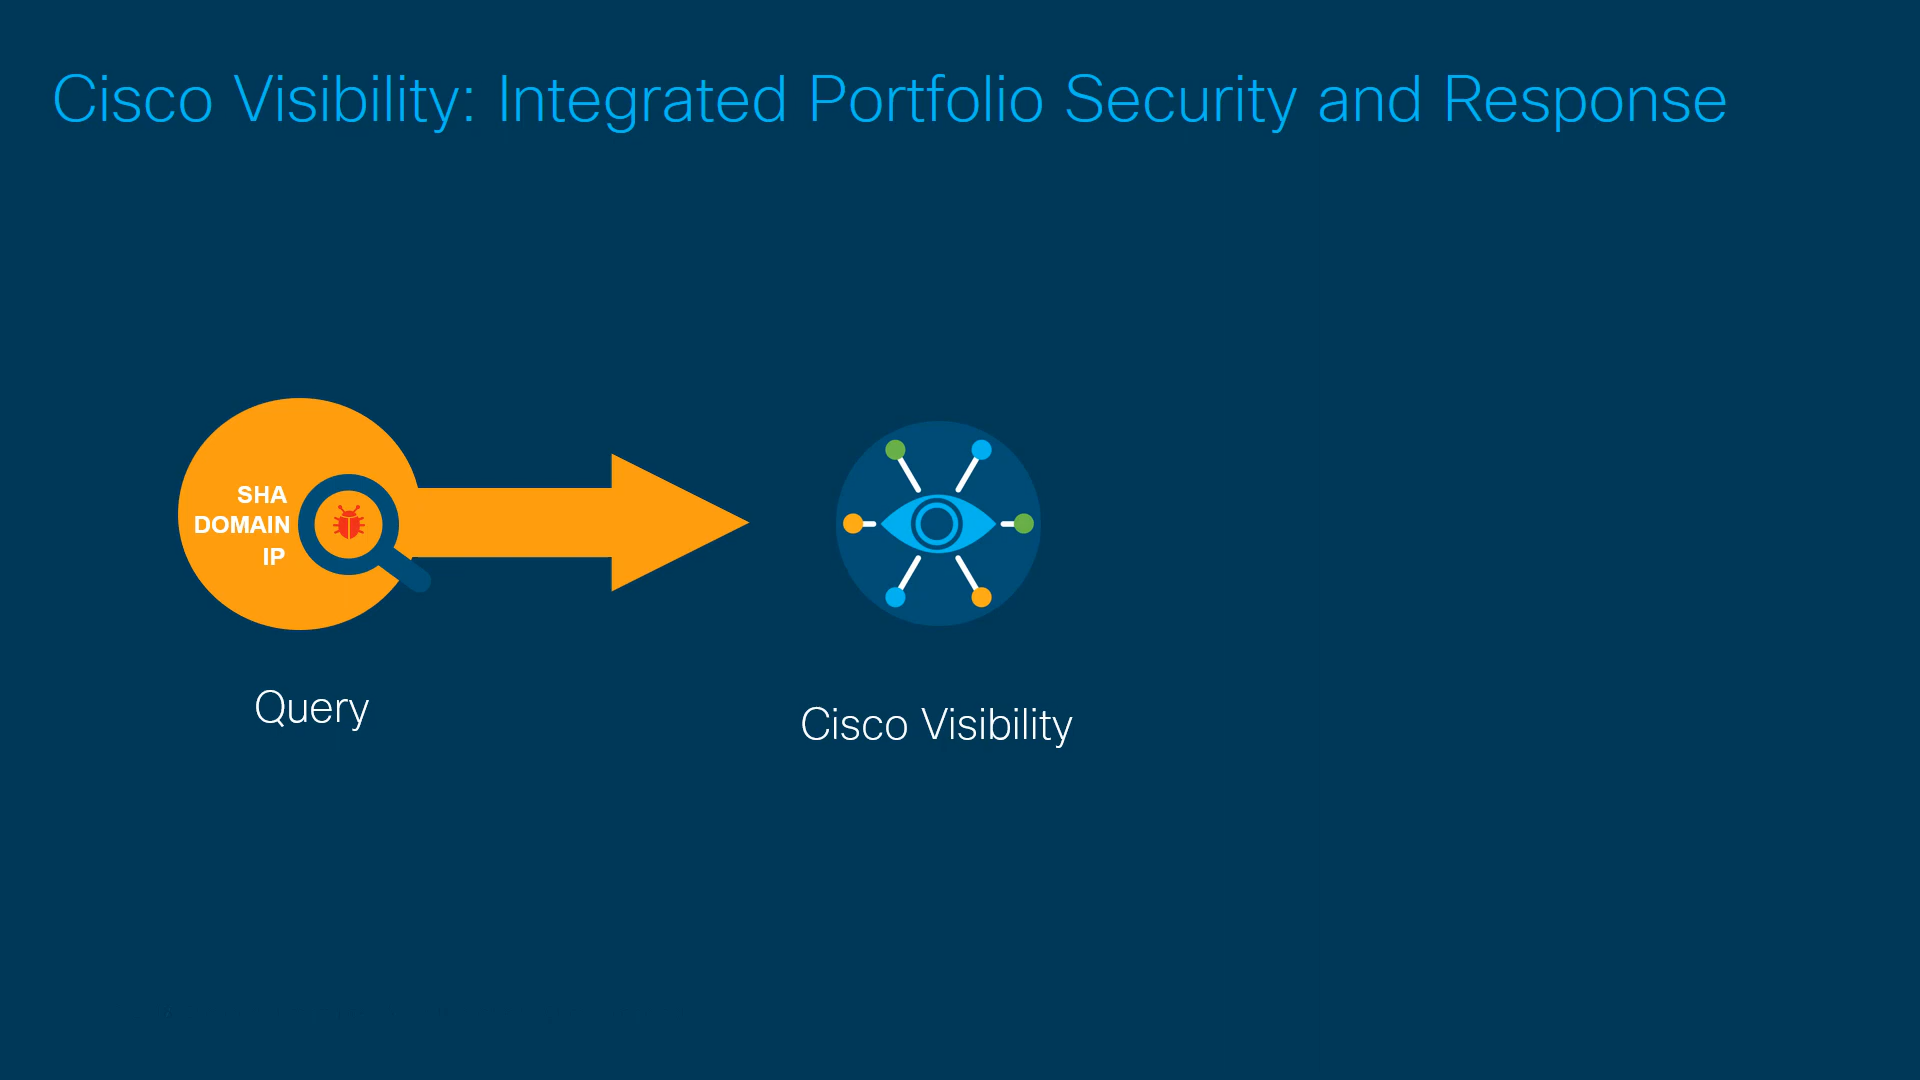 Cisco Visibility: Integrated Portfolio Security and Response
SHA
DOMAIN
IP
Query
Cisco Visibility